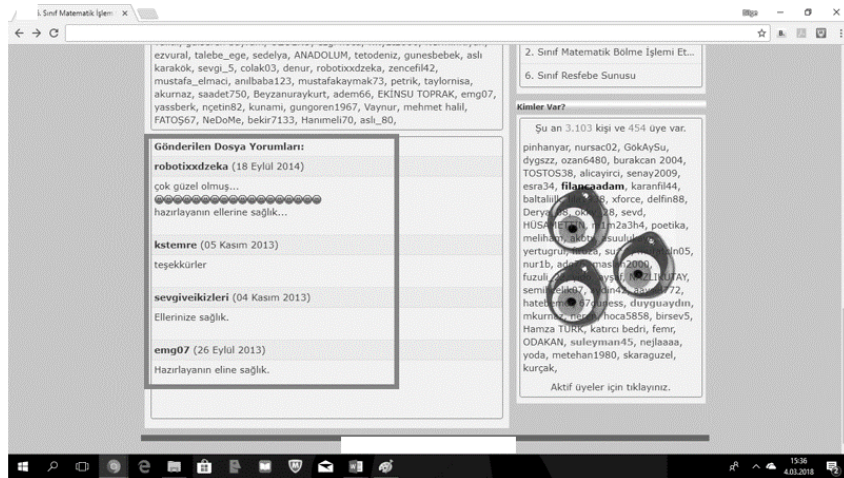 . Sınıf Matematik İşlem
ezvural, talebe_ege, sedelya, ANADOLUM, tetodeniz, gunesbebek, aslı
karakök, sevgi_5, colak03, denur, robotixxdzeka, zencefil42,
mustafa_elmaci, anılbaba123, mustafakaymak73, petrik, taylornisa,
akurnaz, saadet750, Beyzanuraykurt, adem66, EKİNSU TOPRAK, emg07,
yassberk, nçetin82, kunami, gungoren1967, Vaynur, mehmet halil,
FATOŞ67, NeDoMe, bekir7133, Hanımeli70, aslı_80,
Gönderilen Dosya Yorumları:
robotixxdzeka (18 Eylül 2014)
çok güzel olmuş...
hazırlayanın ellerine sağlık...
kstemre (05 Kasım 2013)
teşekkürler
sevgiveikizleri (04 Kasım 2013)
Ellerinize sağlık.
emg07 (26 Eylül 2013)
Hazırlayanın eline sağlık.
2. Sınıf Matematik Bölme İşlemi Et...
6. Sınıf Resfebe Sunusu
Kimler Var?
Şu an 3.103 kişi ve 454 üye var.
pinhanyar, nursac02, GökAySu,
dygszz, ozan6480, burakcan 2004,
TOSTOS38, alicayirci, senay2009,
esra34, filancaadam, karanfil44,
xforce, delfin88,
sevd,
m1m2a3h4, poetika,
meliham,
yertugrul,
nur1b,
fuzuli
duyguaydın,
hoca5858, birsev5,
Hamza TÜRK, katırcı bedri, femr,
ODAKAN, suleyman45, nejlaaaa,
yoda, metehan1980, skaraguzel,
kurçak,
Aktif üyeler için tıklayınız.
15:36
4.03.2018